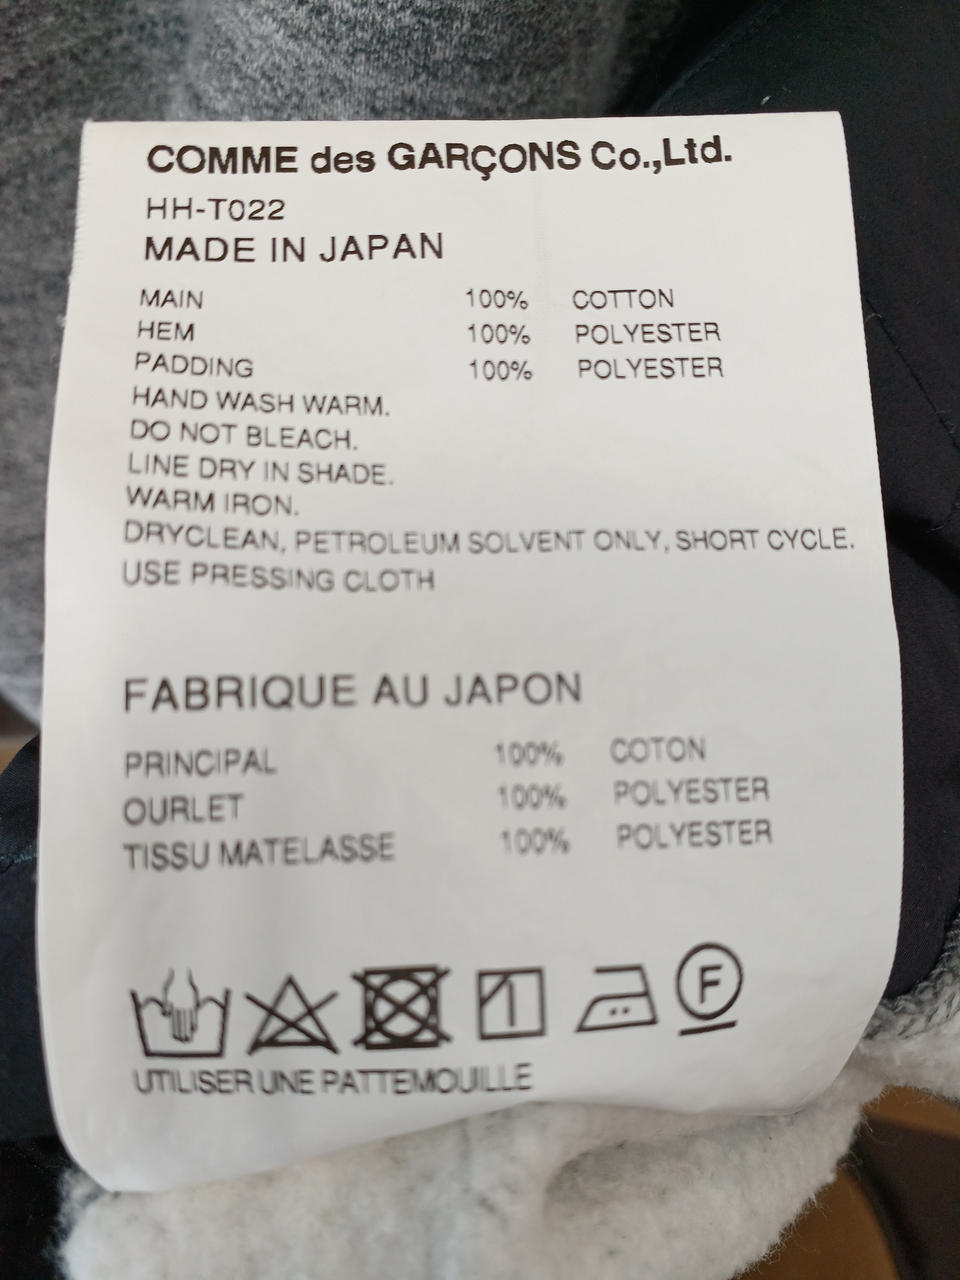 COMME des GARÇONS Co.,Ltd.
HH-T022
MADE IN JAPAN
MAIN 100% COTTON
HEM 100% POLYESTER
PADDING 100% POLYESTER
HAND WASH WARM.
DO NOT BLEACH.
LINE DRY IN SHADE.
WARM IRON.
DRYCLEAN, PETROLEUM SOLVENT ONLY, SHORT CYCLE.
USE PRESSING CLOTH
FABRIQUE AU JAPON
PRINCIPAL 100% COTON
OURLET 100% POLYESTER
TISSU MATELASSE 100% POLYESTER
F
UTILISER UNE PATTEMOUILLE